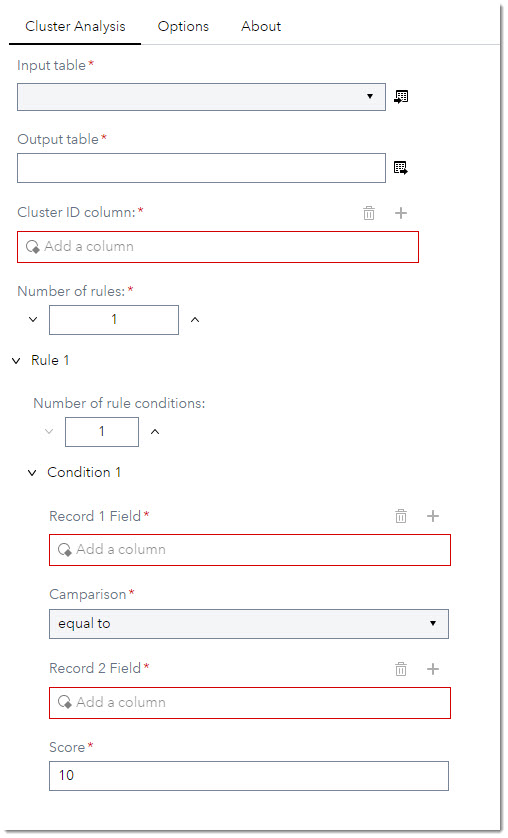 Cluster Analysis Options About
Input table*
Output table*
Cluster ID column:*
Add a column
Number of rules:*
1
Rule 1
Number of rule conditions:
1
Condition 1
Record 1 Field*
Add a column
Camparison*
equal to
Record 2 Field*
Add a column
Score*
10